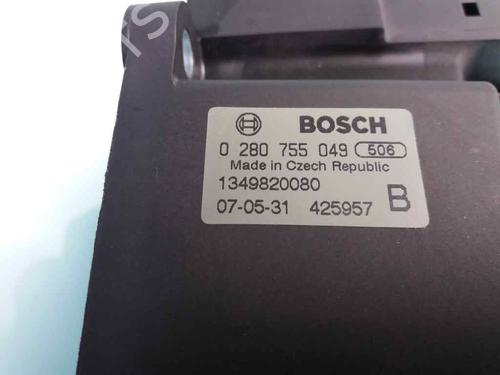 BOSCH
0 280 755 049 506
Made in Czech Republic
1349820080
07-05-31 425957 B